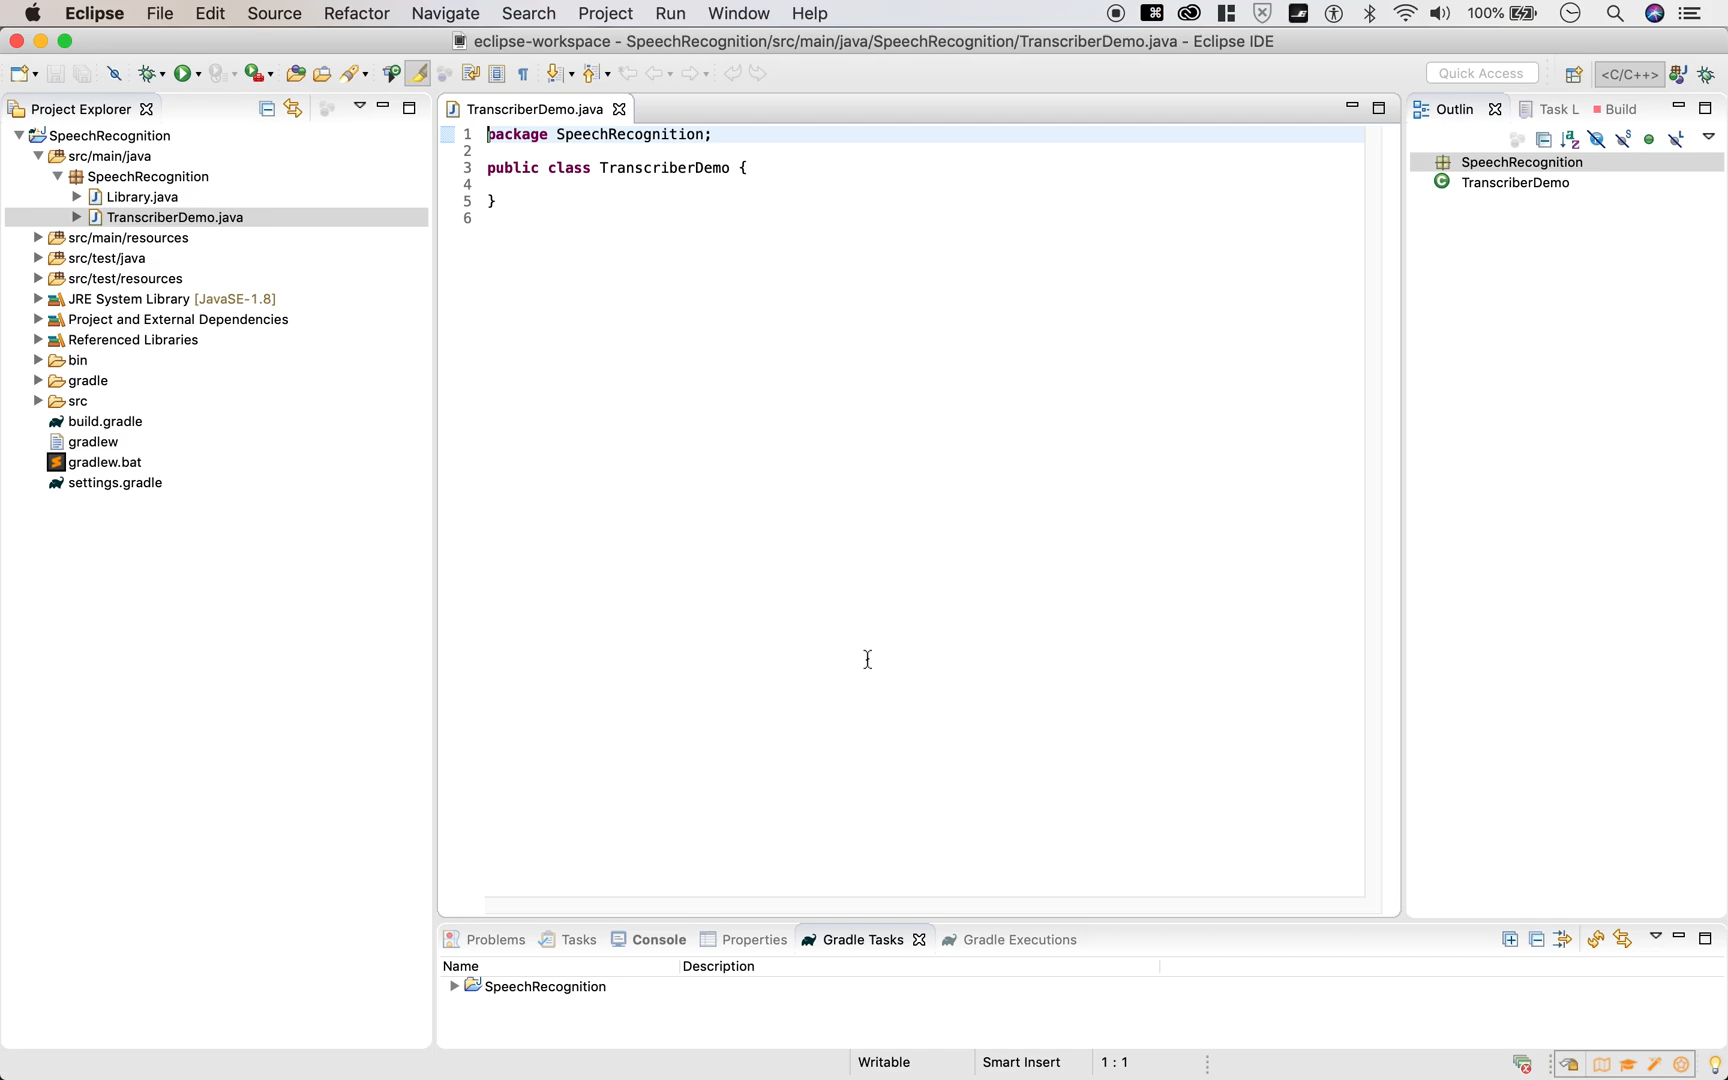 Eclipse File Edit Source Refactor Navigate Search Project Run Window Help 100%
eclipse-workspace - SpeechRecognition/src/main/java/SpeechRecognition/TranscriberDemo.java - Eclipse IDE
Quick Access <C/C++>
Project Explorer
SpeechRecognition
src/main/java
SpeechRecognition
Library.java
TranscriberDemo.java
src/main/resources
src/test/java
src/test/resources
JRE System Library [JavaSE-1.8]
Project and External Dependencies
Referenced Libraries
bin
gradle
src
build.gradle
gradlew
gradlew.bat
settings.gradle
TranscriberDemo.java
1 package SpeechRecognition;
2
3 public class TranscriberDemo {
4
5 }
6
Outlin Task L Build
SpeechRecognition
TranscriberDemo
Problems Tasks Console Properties Gradle Tasks Gradle Executions
Name Description
SpeechRecognition
Writable Smart Insert 1 : 1